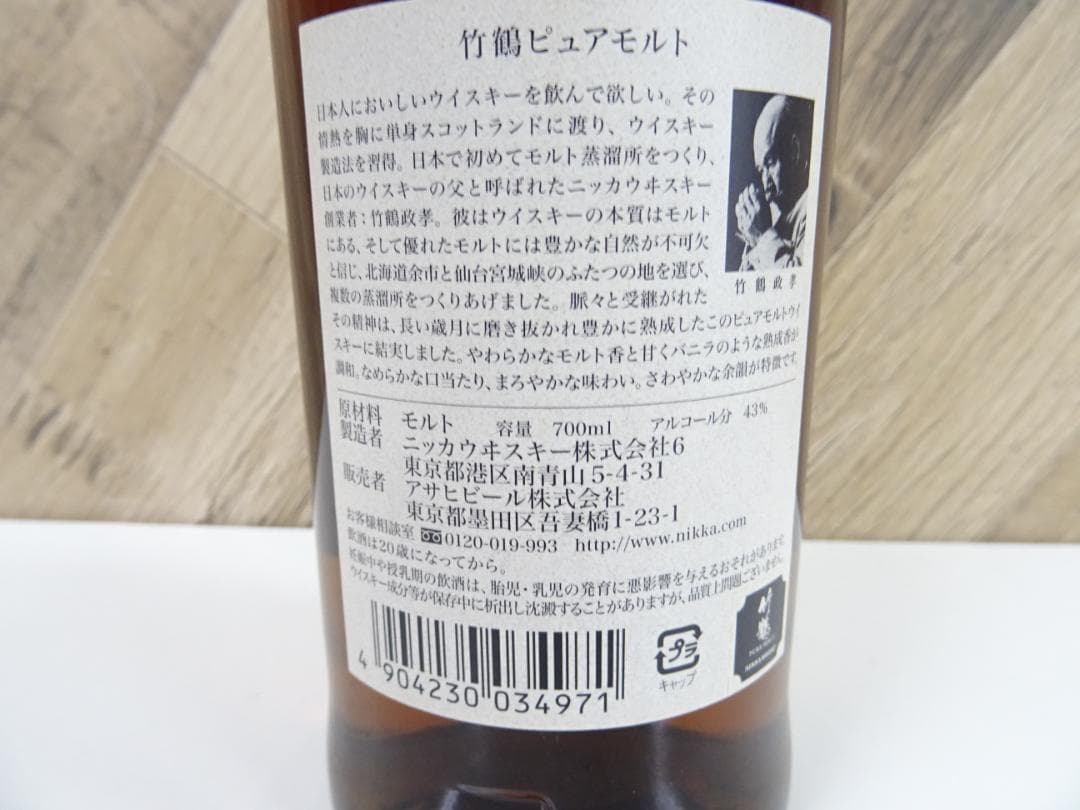 竹鶴ピュアモルト
日本人においしいウイスキーを飲んで欲しい。その
情熱を胸に単身スコットランドに渡り、ウイスキー
製造法を習得。日本で初めてモルト蒸溜所をつくり、
日本のウイスキーの父と呼ばれたニッカウヰスキー
創業者：竹鶴政孝。彼はウイスキーの本質はモルト
にある、そして優れたモルトには豊かな自然が不可欠
と信じ、北海道余市と仙台宮城峡のふたつの地を選び、
複数の蒸溜所をつくりあげました。脈々と受継がれた
その精神は、長い歳月に磨き抜かれ豊かに熟成したこのピュアモルトウイ
スキーに結実しました。やわらかなモルト香と甘くバニラのような熟成香が
調和。なめらかな口当たり、まろやかな味わい。さわやかな余韻が特徴です。
竹鶴政孝
原材料 モルト 容量 700ml アルコール分 43%
製造者 ニッカウヰスキー株式会社6
東京都港区南青山5-4-31
販売者 アサヒビール株式会社
東京都墨田区吾妻橋1-23-1
お客様相談室 0120-019-993 http://www.nikka.com
飲酒は20歳になってから。
妊娠中や授乳期の飲酒は、胎児・乳児の発育に悪影響を与えるおそれがあります。
ウイスキー成分等が保存中に析出し沈澱することがありますが、品質上問題ございません。
4 904230 034971
プラ
キャップ
竹鶴